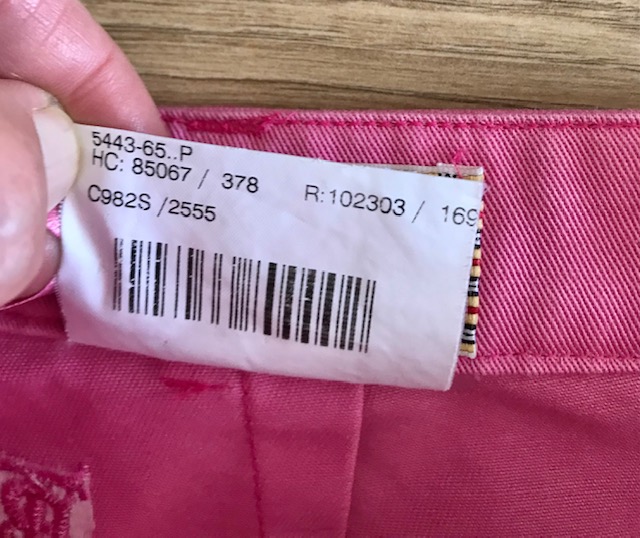 5443-65..P
HC: 85067 / 378 R:102303 / 169
C982S /2555